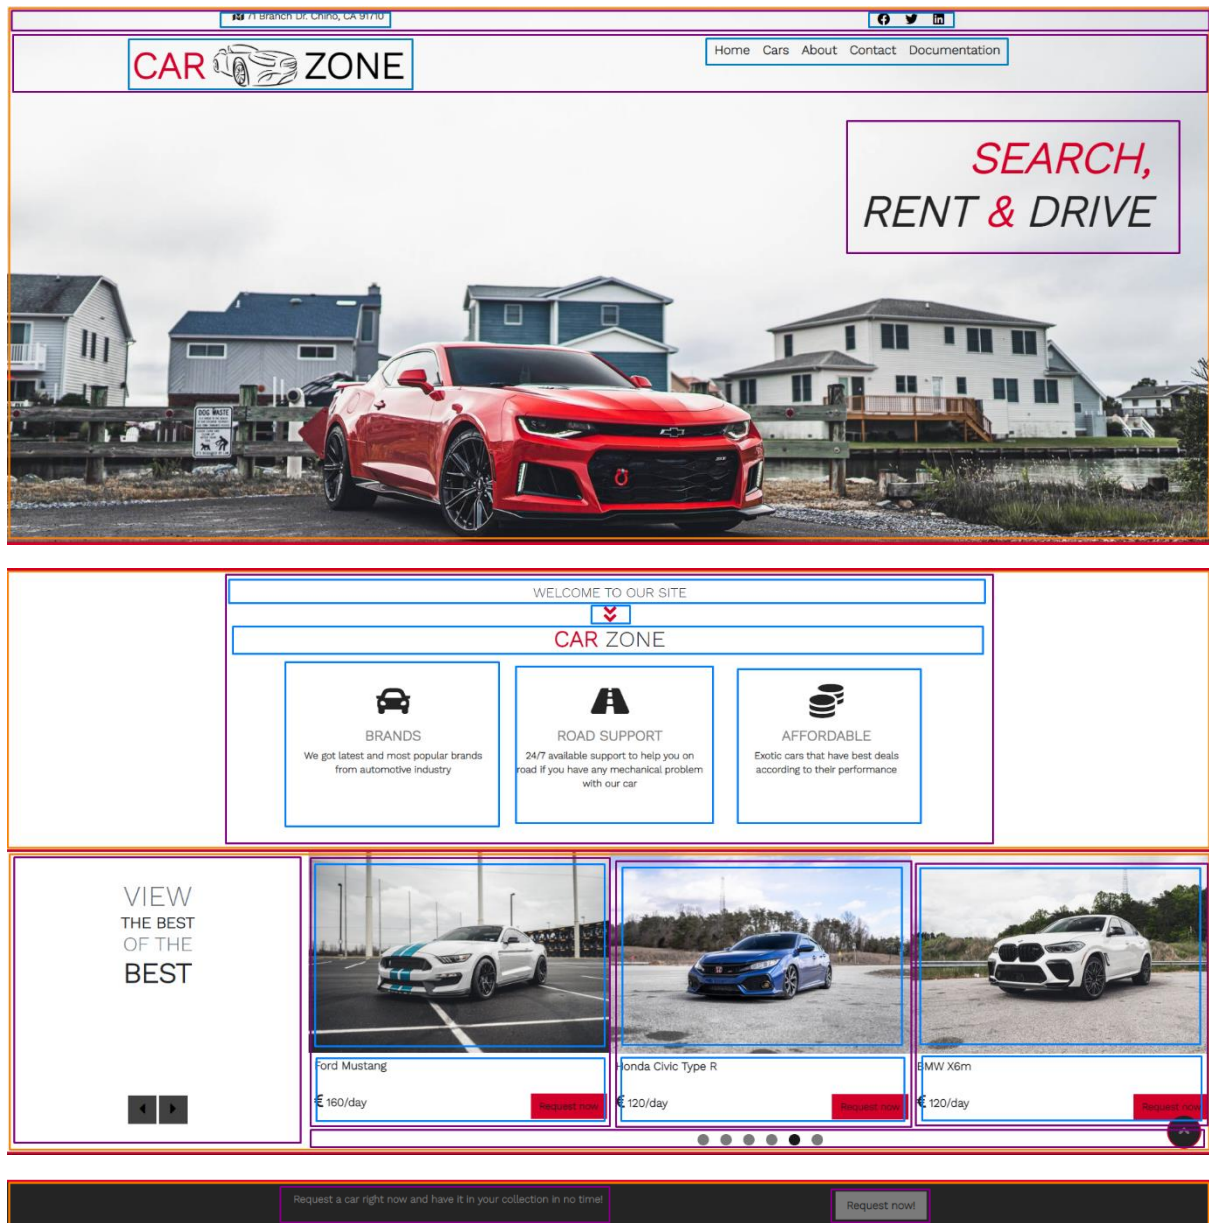 71 Branch Dr. Chino, CA 91710
CAR ZONE
Home Cars About Contact Documentation
SEARCH,
RENT & DRIVE
DOG WASTE
WELCOME TO OUR SITE
CAR ZONE
BRANDS
We got latest and most popular brands
from automotive industry
ROAD SUPPORT
24/7 available support to help you on
road if you have any mechanical problem
with our car
AFFORDABLE
Exotic cars that have best deals
according to their performance
VIEW
THE BEST
OF THE
BEST
Ford Mustang
€ 160/day
Request now
Honda Civic Type R
€ 120/day
Request now
BMW X6m
€ 120/day
Request now
Request a car right now and have it in your collection in no time!
Request now!